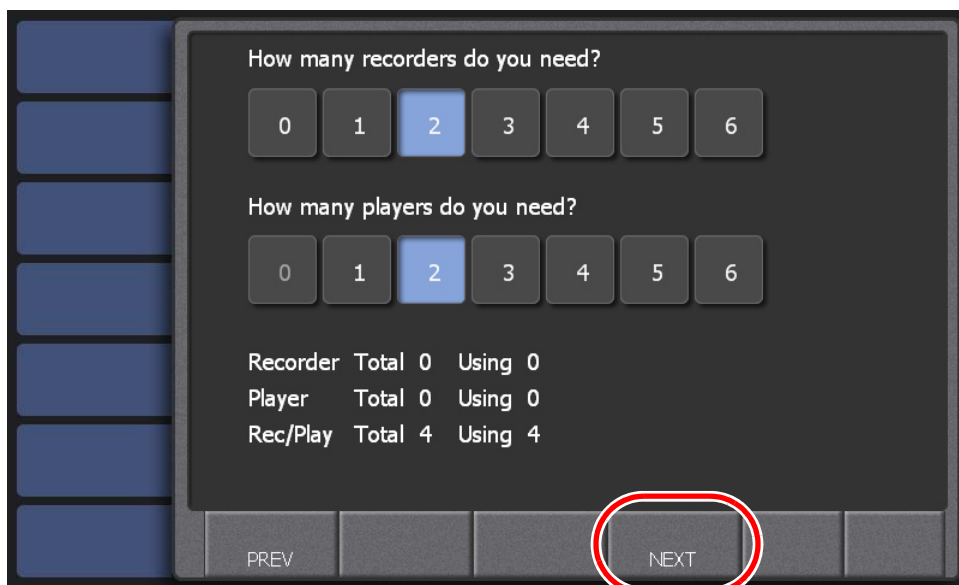 How many recorders do you need?
0 1 2 3 4 5 6
How many players do you need?
0 1 2 3 4 5 6
Recorder Total 0 Using 0
Player Total 0 Using 0
Rec/Play Total 4 Using 4
PREV NEXT